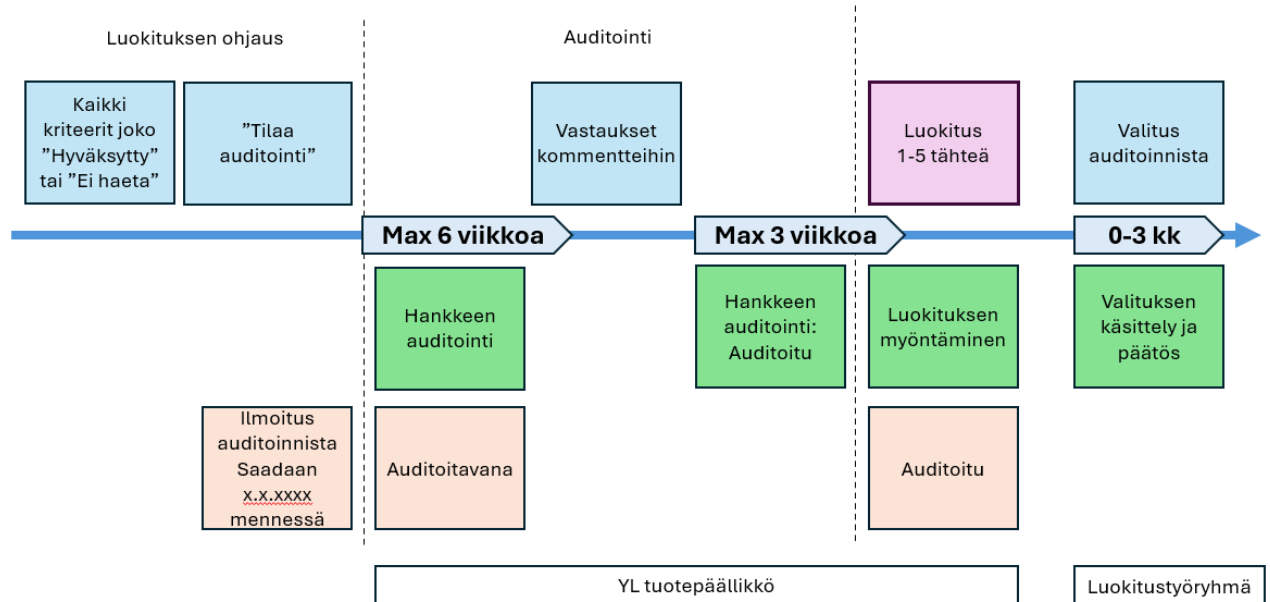 Luokituksen ohjaus
Auditointi
Kaikki
kriteerit joko
”Hyväksytty”
tai ”Ei haeta”
”Tilaa
auditointi”
Vastaukset
kommentteihin
Luokitus
1-5 tähteä
Valitus
auditoinnista
Max 6 viikkoa
Max 3 viikkoa
0-3 kk
Hankkeen
auditointi
Hankkeen
auditointi:
Auditoitu
Luokituksen
myöntäminen
Valituksen
käsittely ja
päätös
Ilmoitus
auditoinnista
Saadaan
x.x.xxxx
mennessä
Auditoitavana
Auditoitu
YL tuotepäällikkö
Luokitustyöryhmä